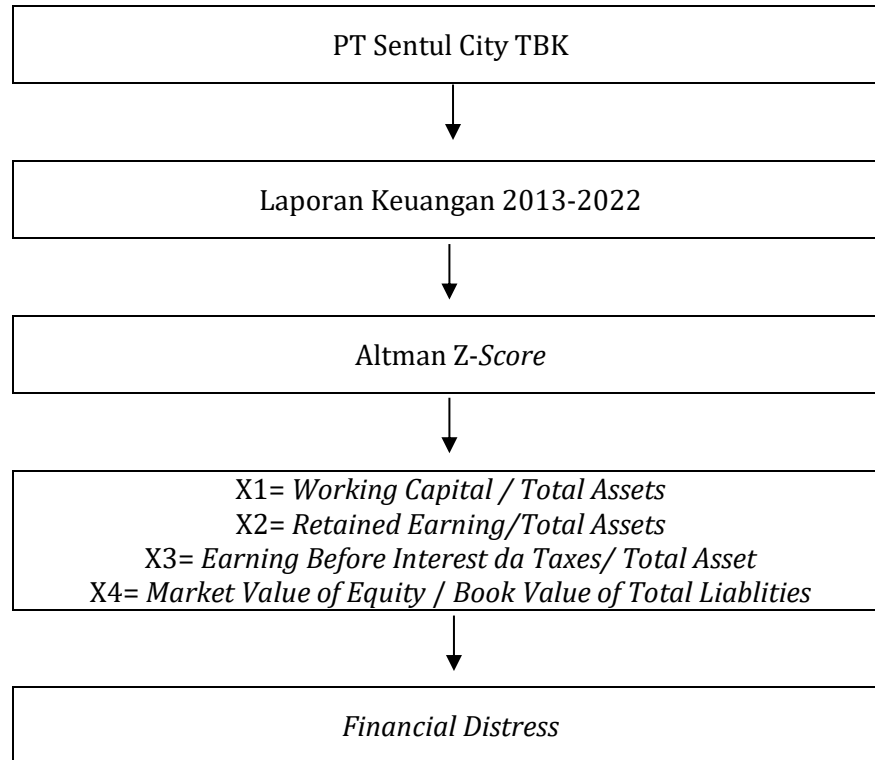 PT Sentul City TBK
Laporan Keuangan 2013-2022
Altman Z-Score
X1= Working Capital / Total Assets
X2= Retained Earning/Total Assets
X3= Earning Before Interest da Taxes/ Total Asset
X4= Market Value of Equity / Book Value of Total Liablities
Financial Distress